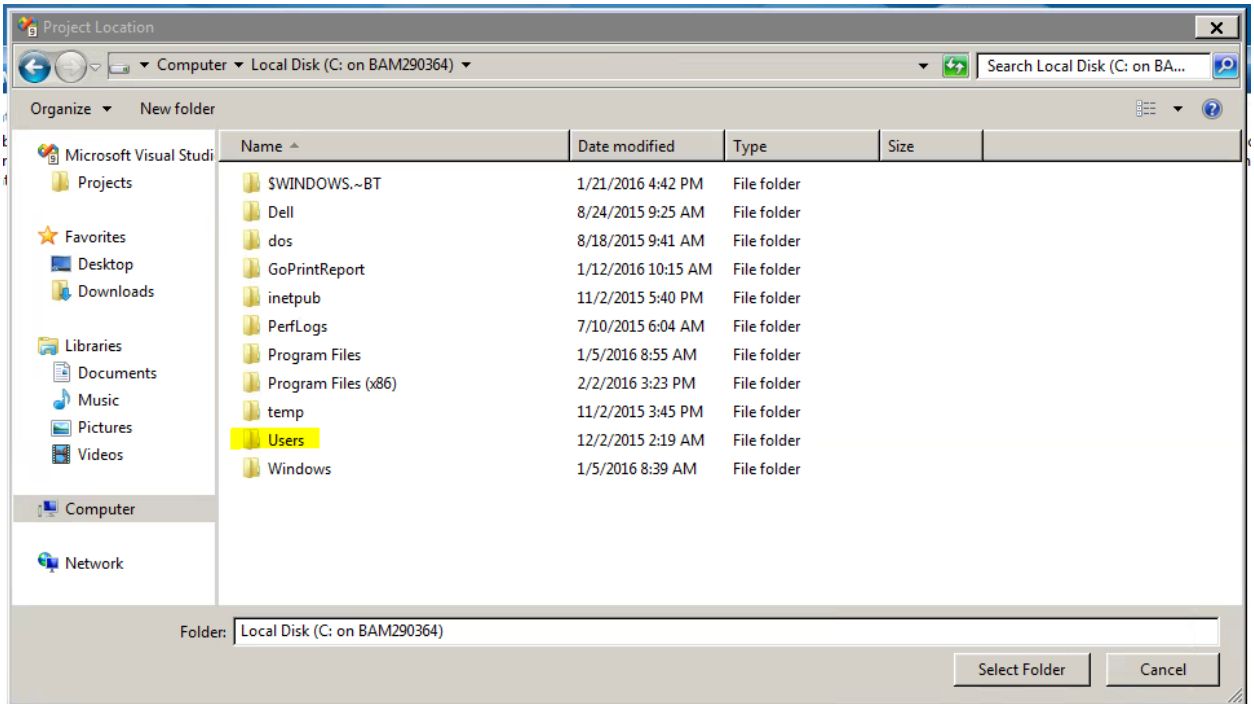 Project Location
Computer Local Disk (C: on BAM290364)
Search Local Disk (C: on BA...
Organize New folder
Microsoft Visual Studi
Projects
Favorites
Desktop
Downloads
Libraries
Documents
Music
Pictures
Videos
Computer
Network
Name Date modified Type Size
$WINDOWS.~BT 1/21/2016 4:42 PM File folder
Dell 8/24/2015 9:25 AM File folder
dos 8/18/2015 9:41 AM File folder
GoPrintReport 1/12/2016 10:15 AM File folder
inetpub 11/2/2015 5:40 PM File folder
PerfLogs 7/10/2015 6:04 AM File folder
Program Files 1/5/2016 8:55 AM File folder
Program Files (x86) 2/2/2016 3:23 PM File folder
temp 11/2/2015 3:45 PM File folder
Users 12/2/2015 2:19 AM File folder
Windows 1/5/2016 8:39 AM File folder
Folder: Local Disk (C: on BAM290364)
Select Folder Cancel